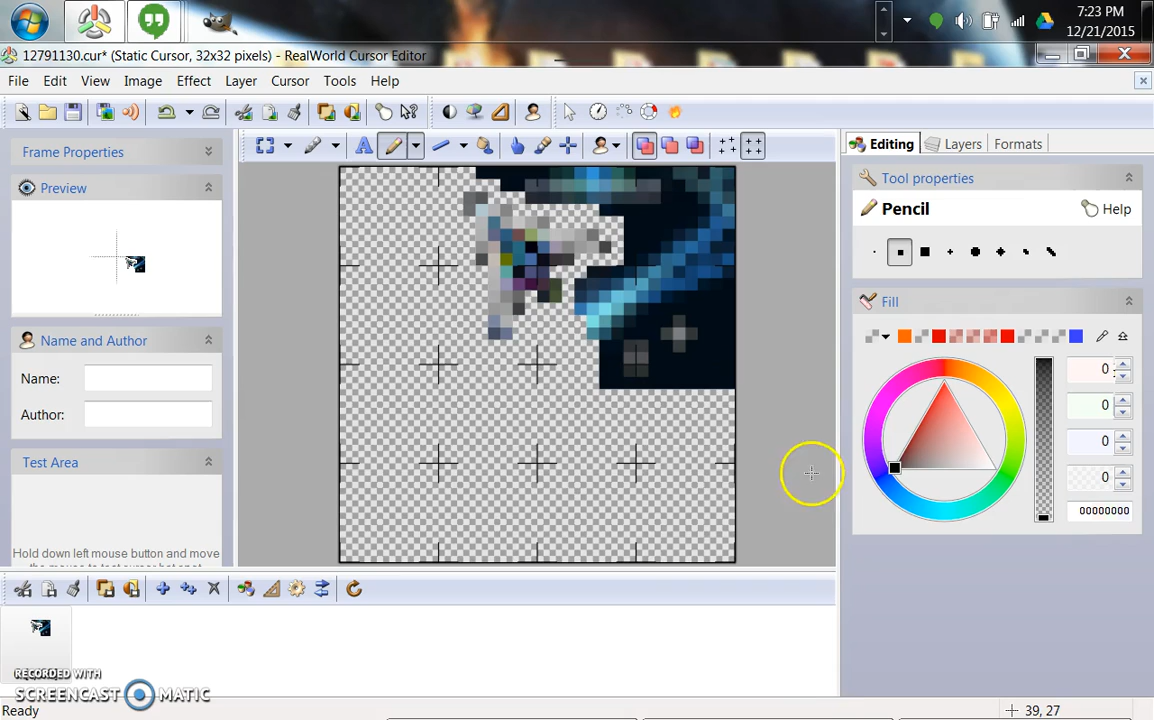 7:23 PM
12/21/2015
12791130.cur* (Static Cursor, 32x32 pixels) - RealWorld Cursor Editor
File Edit View Image Effect Layer Cursor Tools Help
Frame Properties
Preview
Name and Author
Name:
Author:
Test Area
Hold down left mouse button and move
Editing Layers Formats
Tool properties
Pencil Help
Fill
0
0
0
0
00000000
RECORDED WITH
SCREENCAST MATIC
Ready 39, 27